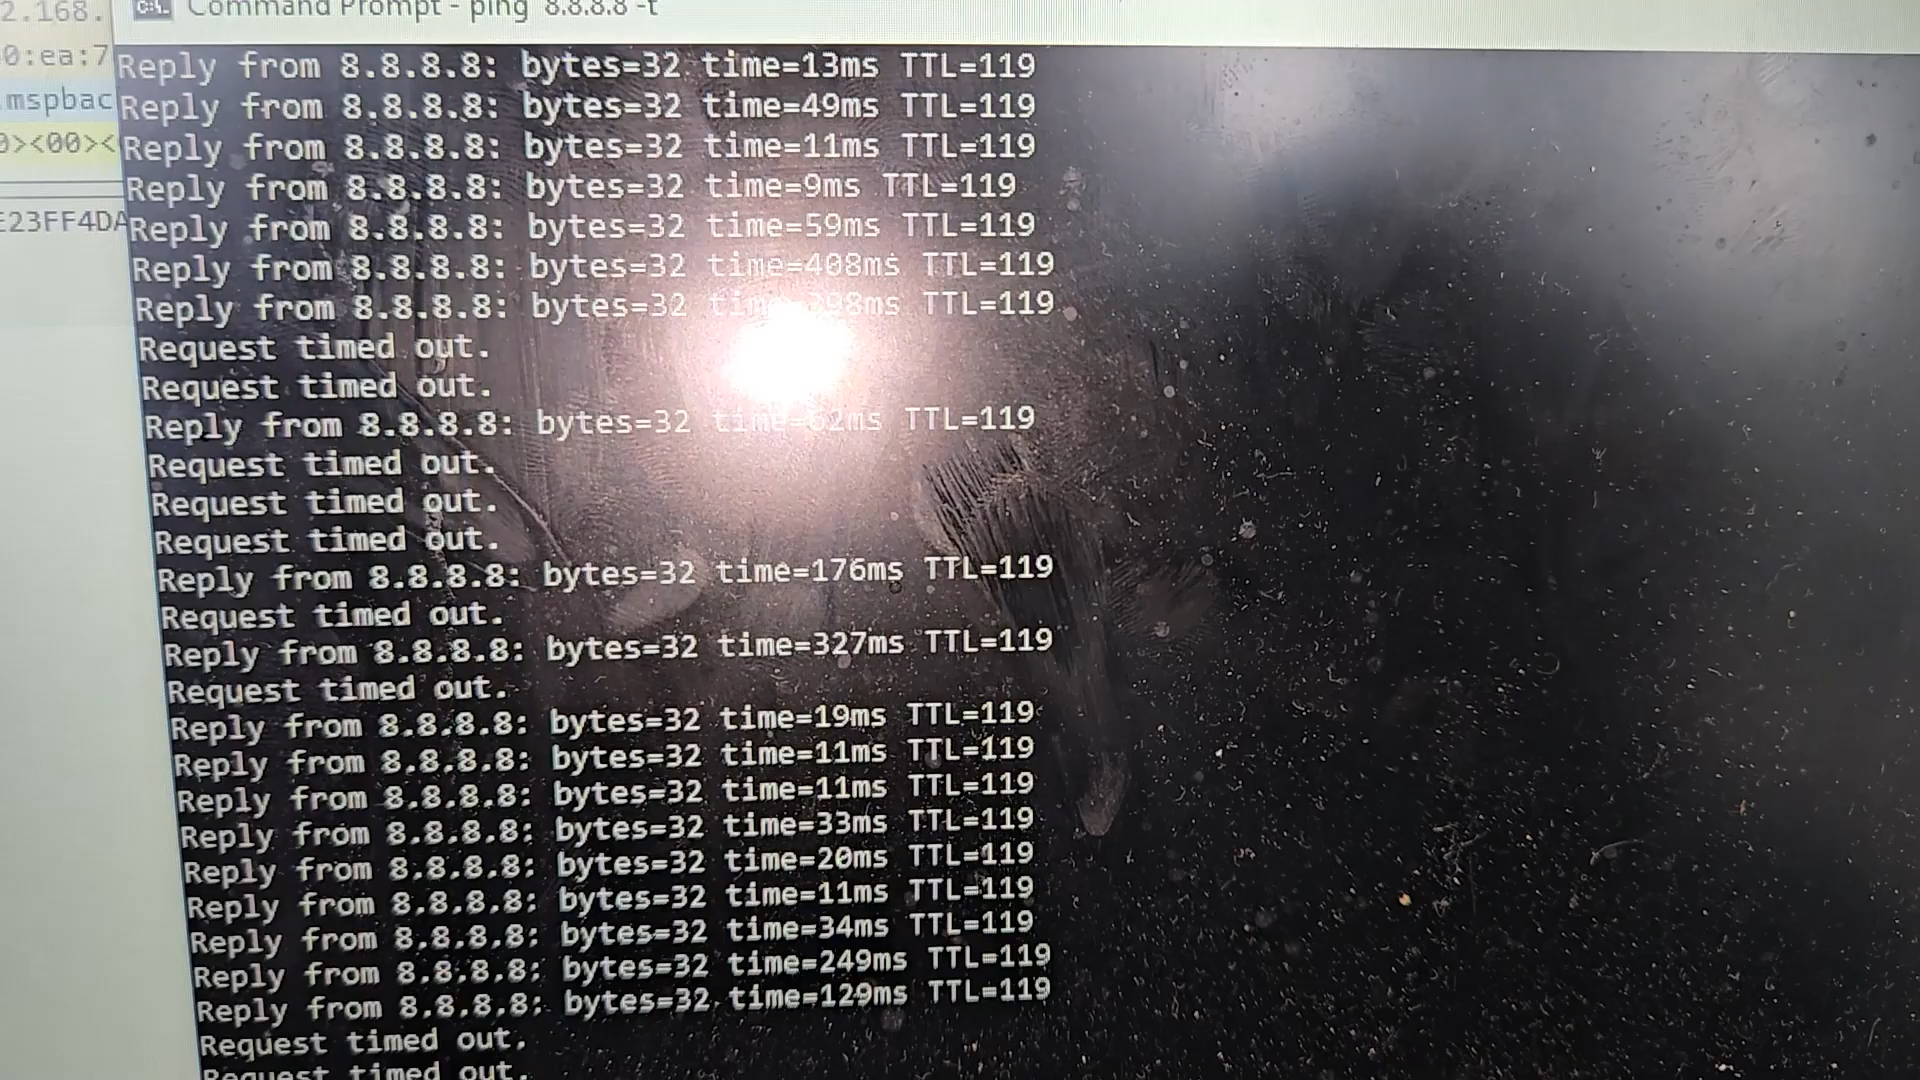 2.168.
Command Prompt - ping 8.8.8.8 -t
0:ea:7
mspbac
0><00><
E23FF4DA
Reply from 8.8.8.8: bytes=32 time=13ms TTL=119
Reply from 8.8.8.8: bytes=32 time=49ms TTL=119
Reply from 8.8.8.8: bytes=32 time=11ms TTL=119
Reply from 8.8.8.8: bytes=32 time=9ms TTL=119
Reply from 8.8.8.8: bytes=32 time=59ms TTL=119
Reply from 8.8.8.8: bytes=32 time=408ms TTL=119
Reply from 8.8.8.8: bytes=32 TTL=119
Request timed out.
Request timed out.
Reply from 8.8.8.8: bytes=32 time=62ms TTL=119
Request timed out.
Request timed out.
Request timed out.
Reply from 8.8.8.8: bytes=32 time=176ms TTL=119
Request timed out.
Reply from 8.8.8.8: bytes=32 time=327ms TTL=119
Request timed out.
Reply from 8.8.8.8: bytes=32 time=19ms TTL=119
Reply from 8.8.8.8: bytes=32 time=11ms TTL=119
Reply from 8.8.8.8: bytes=32 time=11ms TTL=119
Reply from 8.8.8.8: bytes=32 time=33ms TTL=119
Reply from 8.8.8.8: bytes=32 time=20ms TTL=119
Reply from 8.8.8.8: bytes=32 time=11ms TTL=119
Reply from 8.8.8.8: bytes=32 time=34ms TTL=119
Reply from 8.8.8.8: bytes=32 time=249ms TTL=119
Reply from 8.8.8.8: bytes=32 time=129ms TTL=119
Request timed out.
Request timed out.